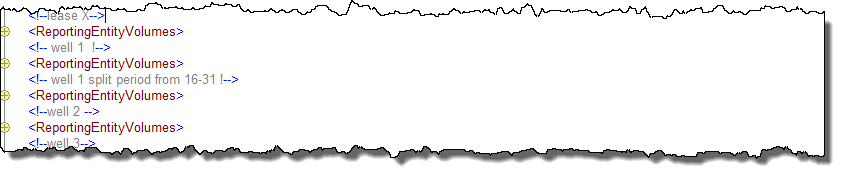 <!--lease X-->
<ReportingEntityVolumes>
<!-- well 1  !-->
<ReportingEntityVolumes>
<!-- well 1 split period from 16-31 !-->
<ReportingEntityVolumes>
<!--well 2 -->
<ReportingEntityVolumes>
<!--well 3-->